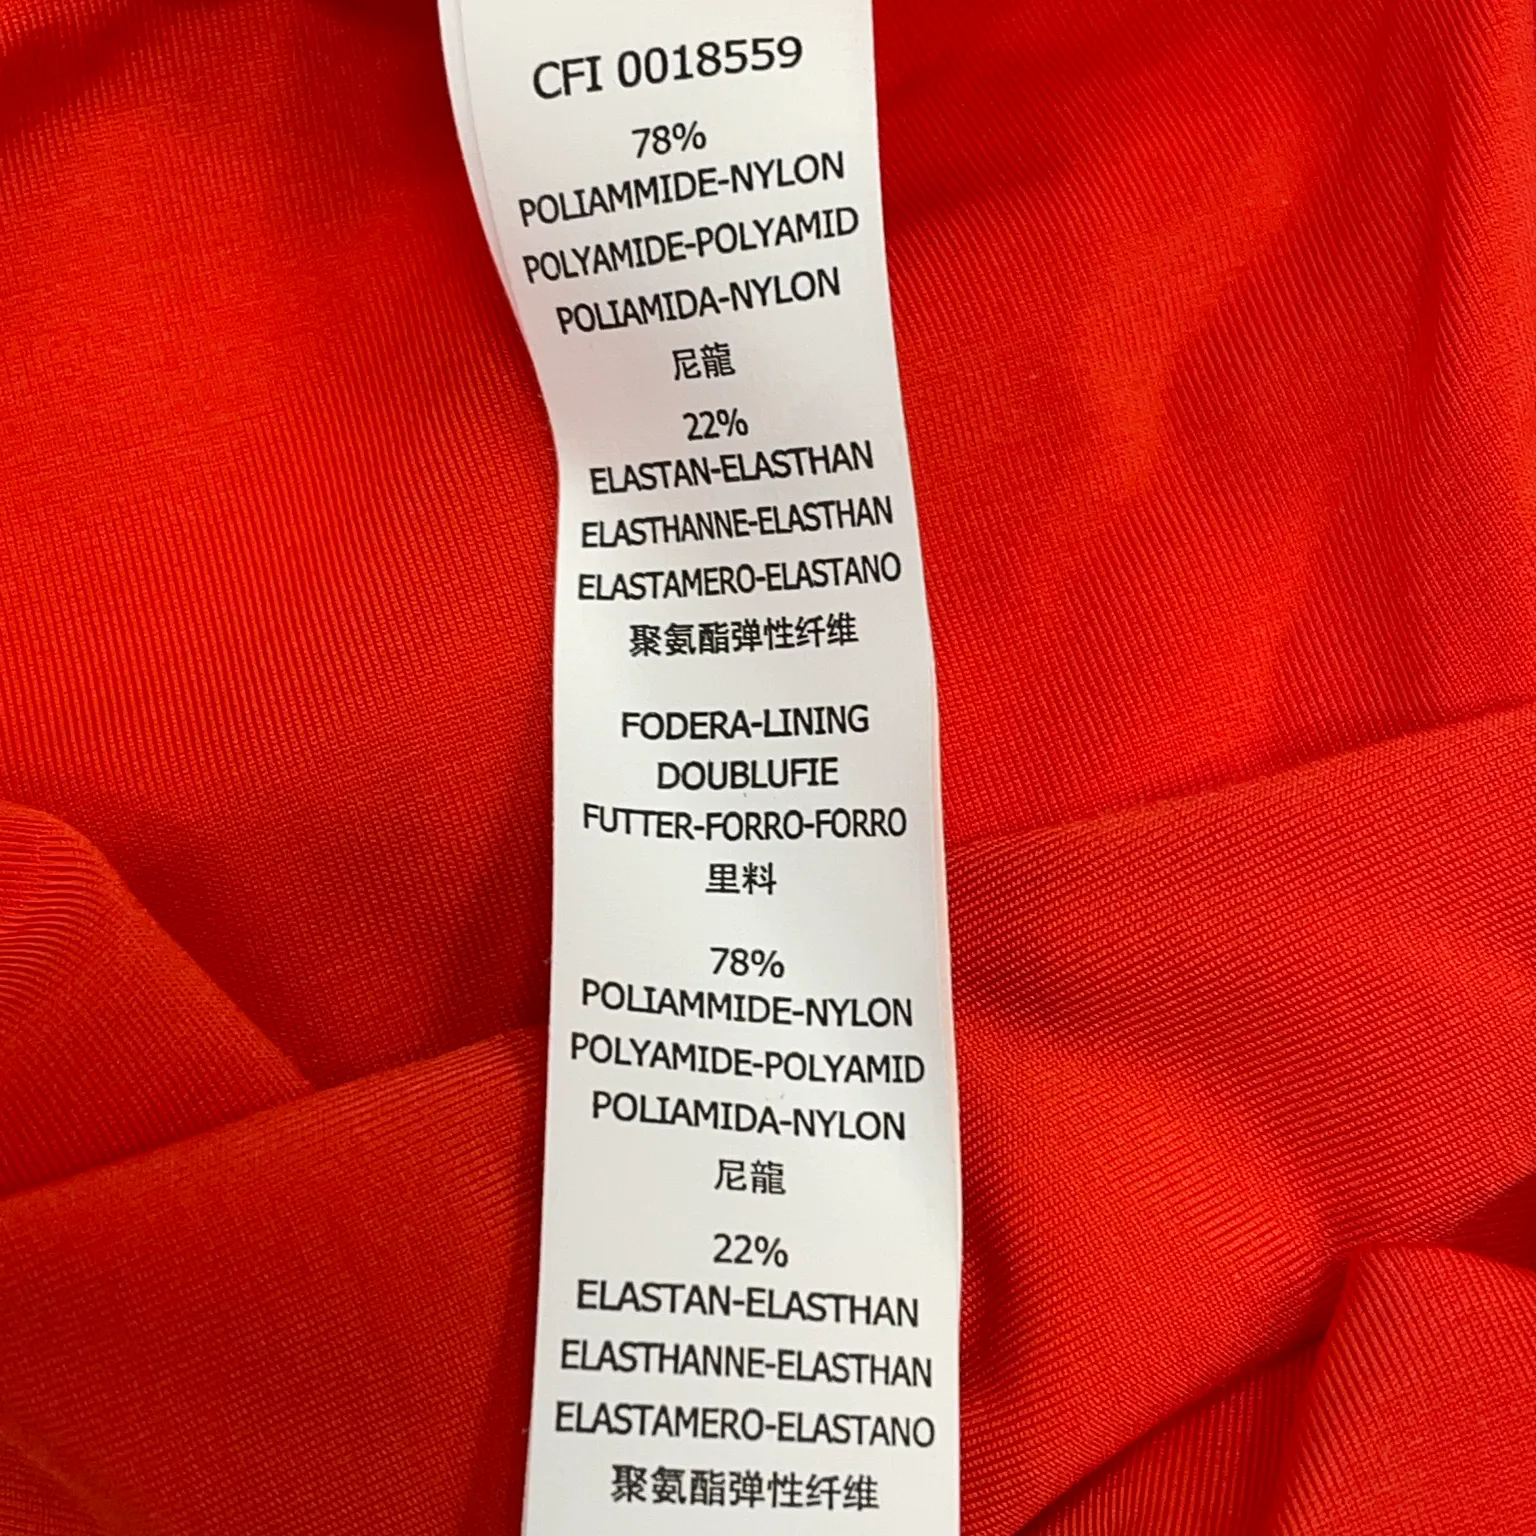 CFI 0018559
78%
POLIAMMIDE-NYLON
POLYAMIDE-POLYAMID
POLIAMIDA-NYLON
尼龍
22%
ELASTAN-ELASTHAN
ELASTHANNE-ELASTHAN
ELASTAMERO-ELASTANO
聚氨酯弹性纤维
FODERA-LINING
DOUBLUFIE
FUTTER-FORRO-FORRO
里料
78%
POLIAMMIDE-NYLON
POLYAMIDE-POLYAMID
POLIAMIDA-NYLON
尼龍
22%
ELASTAN-ELASTHAN
ELASTHANNE-ELASTHAN
ELASTAMERO-ELASTANO
聚氨酯弹性纤维